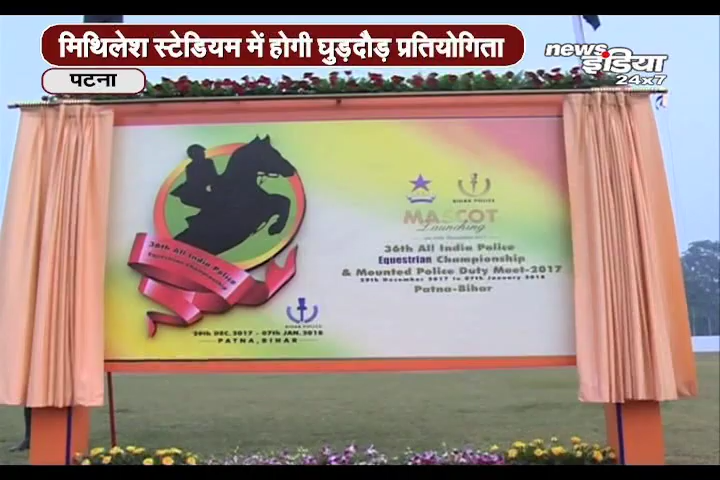 मिथिलेश स्टेडियम में होगी घुड़दौड़ प्रतियोगिता
पटना
news
इंडिया
24x7
BIHAR POLICE
MASCOT
Launching
36th All India Police
Equestrian Championship
& Mounted Police Duty Meet-2017
29th December 2017 to 07th January 2018
Patna-Bihar
36th All India Police
Equestrian Championship
BIHAR POLICE
29th DEC.2017 - 07th JAN.2018
PATNA, BIHAR